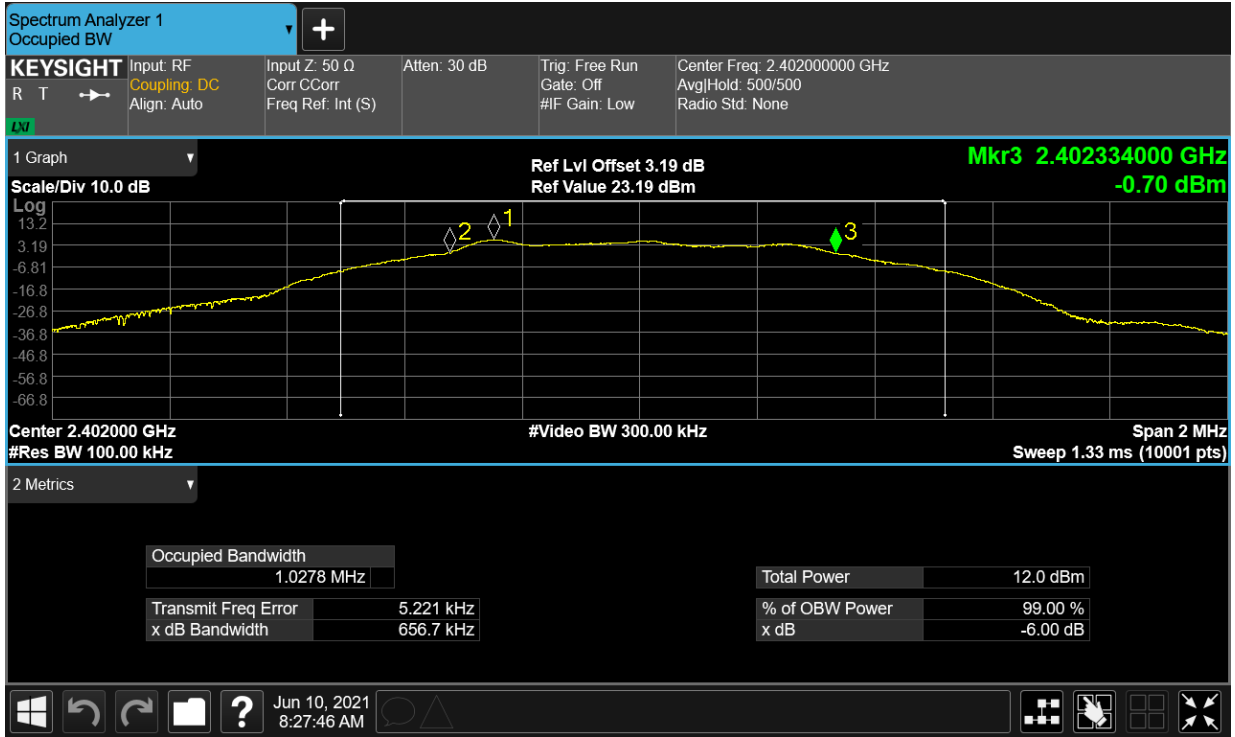 Spectrum Analyzer 1
Occupied BW
KEYSIGHT
R T
LXI
Input: RF
Coupling: DC
Align: Auto
Input Z: 50 Ω
Corr CCorr
Freq Ref: Int (S)
Atten: 30 dB
Trig: Free Run
Gate: Off
#IF Gain: Low
Center Freq: 2.402000000 GHz
Avg|Hold: 500/500
Radio Std: None
1 Graph
Scale/Div 10.0 dB
Ref Lvl Offset 3.19 dB
Ref Value 23.19 dBm
Mkr3 2.402334000 GHz
-0.70 dBm
Log
13.2
3.19
-6.81
-16.8
-26.8
-36.8
-46.8
-56.8
-66.8
2
1
3
Center 2.402000 GHz
#Res BW 100.00 kHz
#Video BW 300.00 kHz
Span 2 MHz
Sweep 1.33 ms (10001 pts)
2 Metrics
Occupied Bandwidth
1.0278 MHz
Transmit Freq Error 5.221 kHz
x dB Bandwidth 656.7 kHz
Total Power 12.0 dBm
% of OBW Power 99.00 %
x dB -6.00 dB
?
Jun 10, 2021
8:27:46 AM